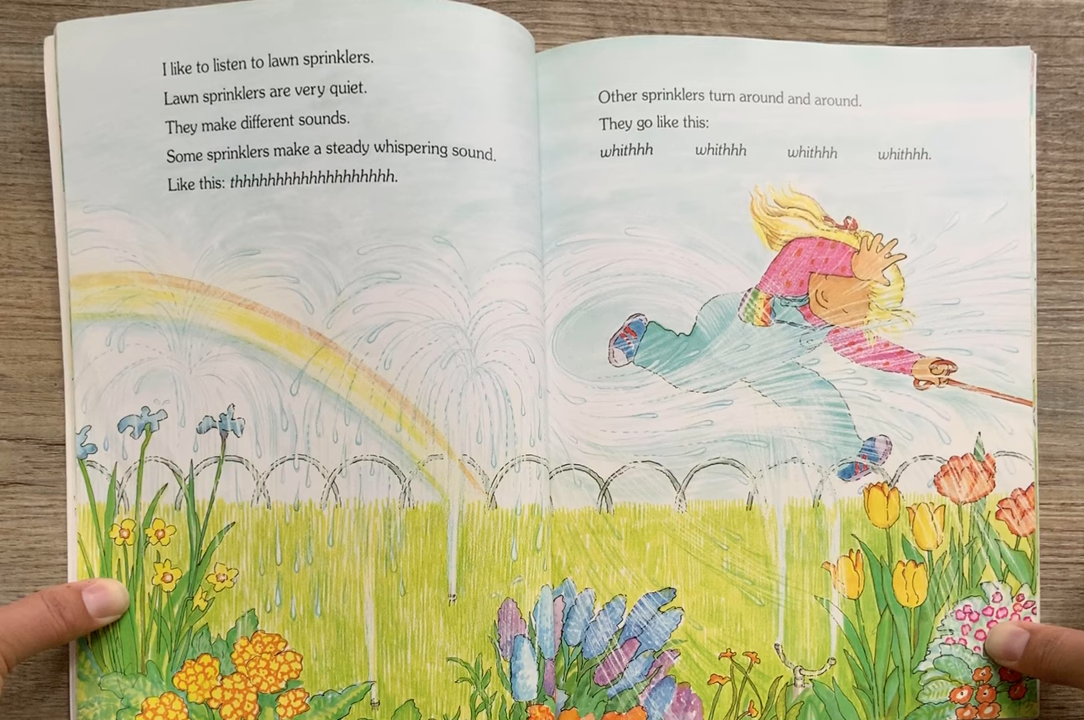 I like to listen to lawn sprinklers.
Lawn sprinklers are very quiet.
They make different sounds.
Some sprinklers make a steady whispering sound.
Like this: thhhhhhhhhhhhhhhhhhh.
Other sprinklers turn around and around.
They go like this:
whithhh whithhh whithhh whithhh.